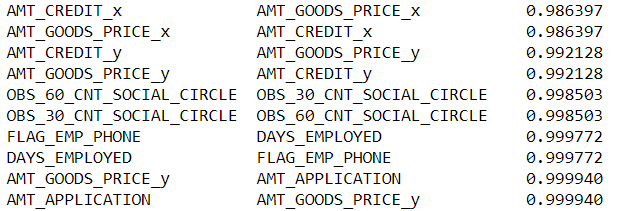 AMT_CREDIT_x AMT_GOODS_PRICE_x 0.986397
AMT_GOODS_PRICE_x AMT_CREDIT_x 0.986397
AMT_CREDIT_y AMT_GOODS_PRICE_y 0.992128
AMT_GOODS_PRICE_y AMT_CREDIT_y 0.992128
OBS_60_CNT_SOCIAL_CIRCLE OBS_30_CNT_SOCIAL_CIRCLE 0.998503
OBS_30_CNT_SOCIAL_CIRCLE OBS_60_CNT_SOCIAL_CIRCLE 0.998503
FLAG_EMP_PHONE DAYS_EMPLOYED 0.999772
DAYS_EMPLOYED FLAG_EMP_PHONE 0.999772
AMT_GOODS_PRICE_y AMT_APPLICATION 0.999940
AMT_APPLICATION AMT_GOODS_PRICE_y 0.999940